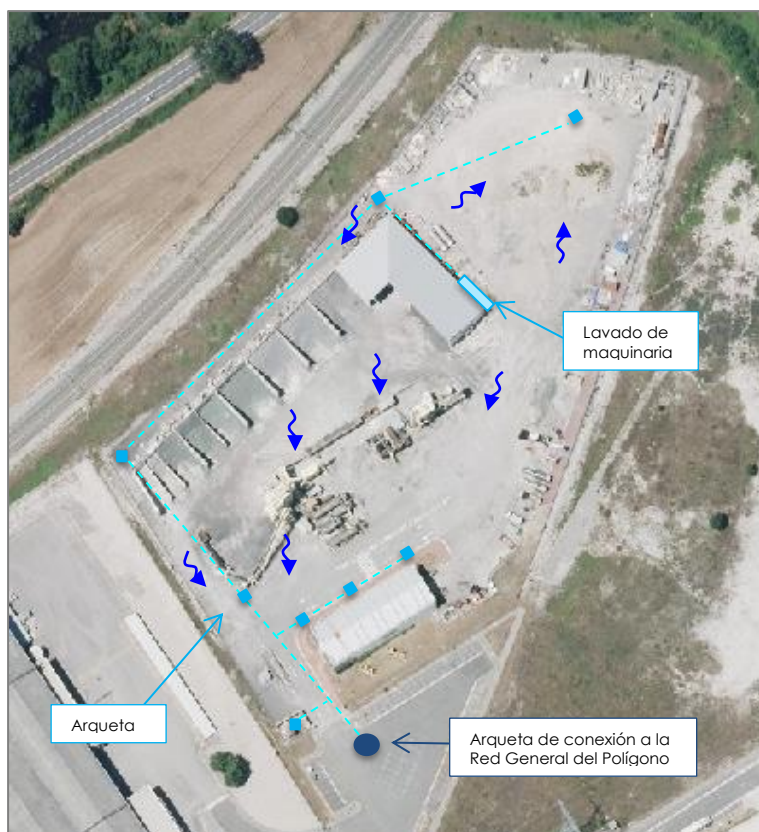 Lavado de
maquinaria
Arqueta
Arqueta de conexión a la
Red General del Polígono